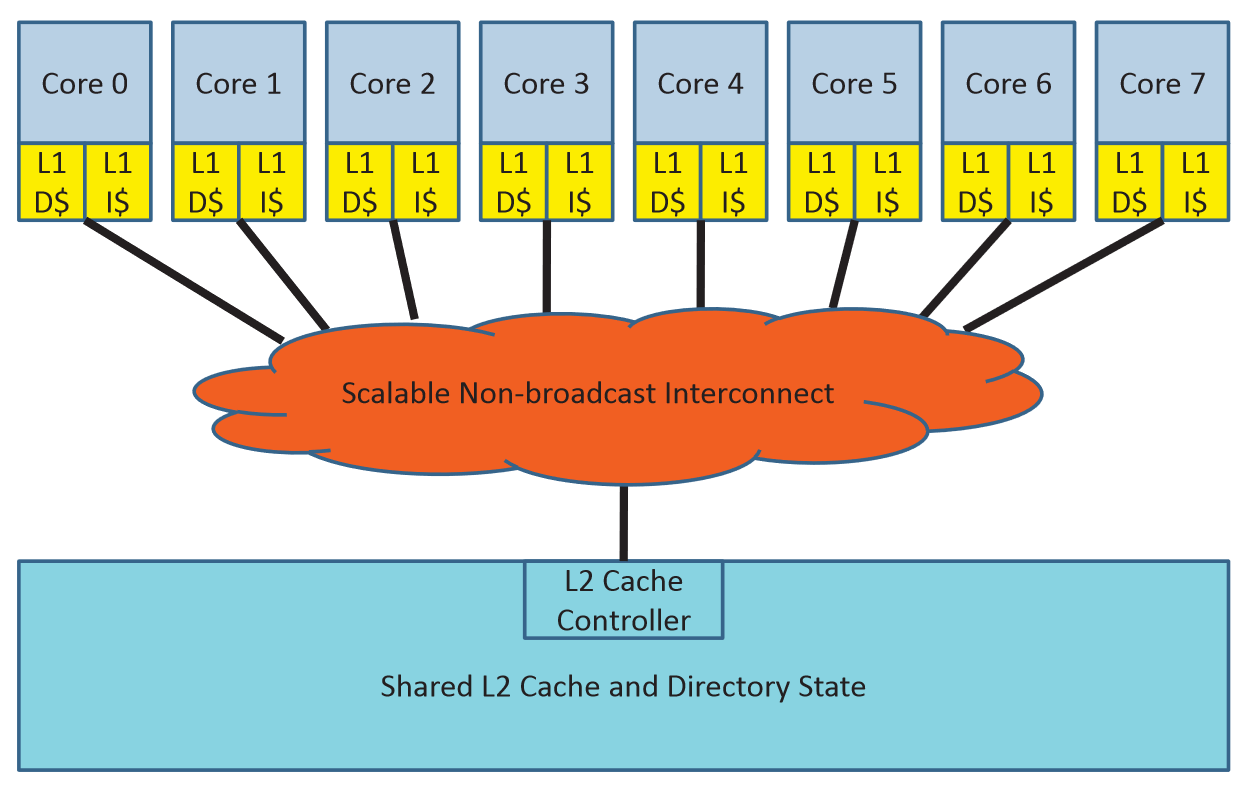 Core 0 Core 1 Core 2 Core 3 Core 4 Core 5 Core 6 Core 7
L1 L1 L1 L1 L1 L1 L1 L1 L1 L1 L1 L1 L1 L1 L1 L1
D$ I$ D$ I$ D$ I$ D$ I$ D$ I$ D$ I$ D$ I$ D$ I$
Scalable Non-broadcast Interconnect
L2 Cache
Controller
Shared L2 Cache and Directory State